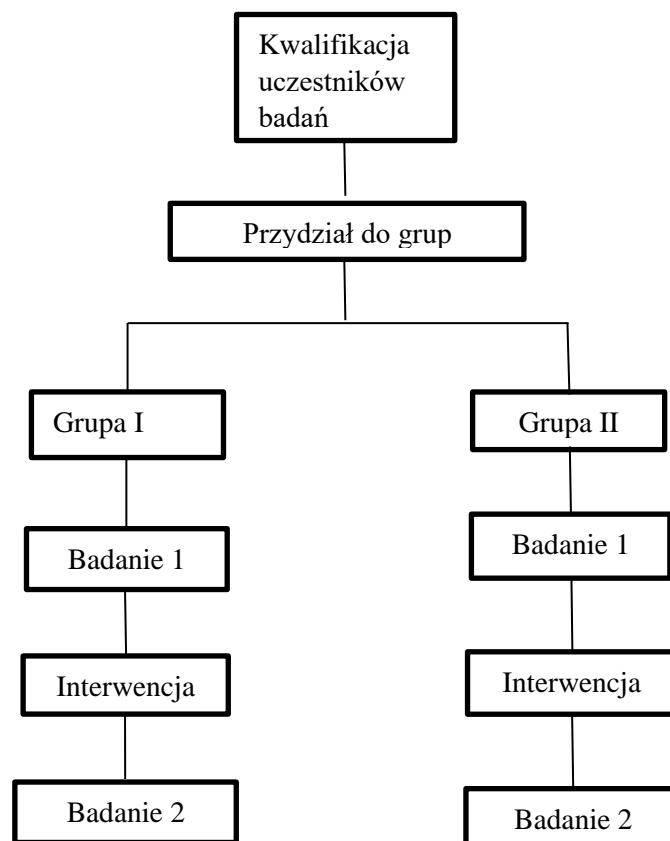 Kwalifikacja
uczestników
badań
Przydział do grup
Grupa I
Grupa II
Badanie 1
Badanie 1
Interwencja
Interwencja
Badanie 2
Badanie 2